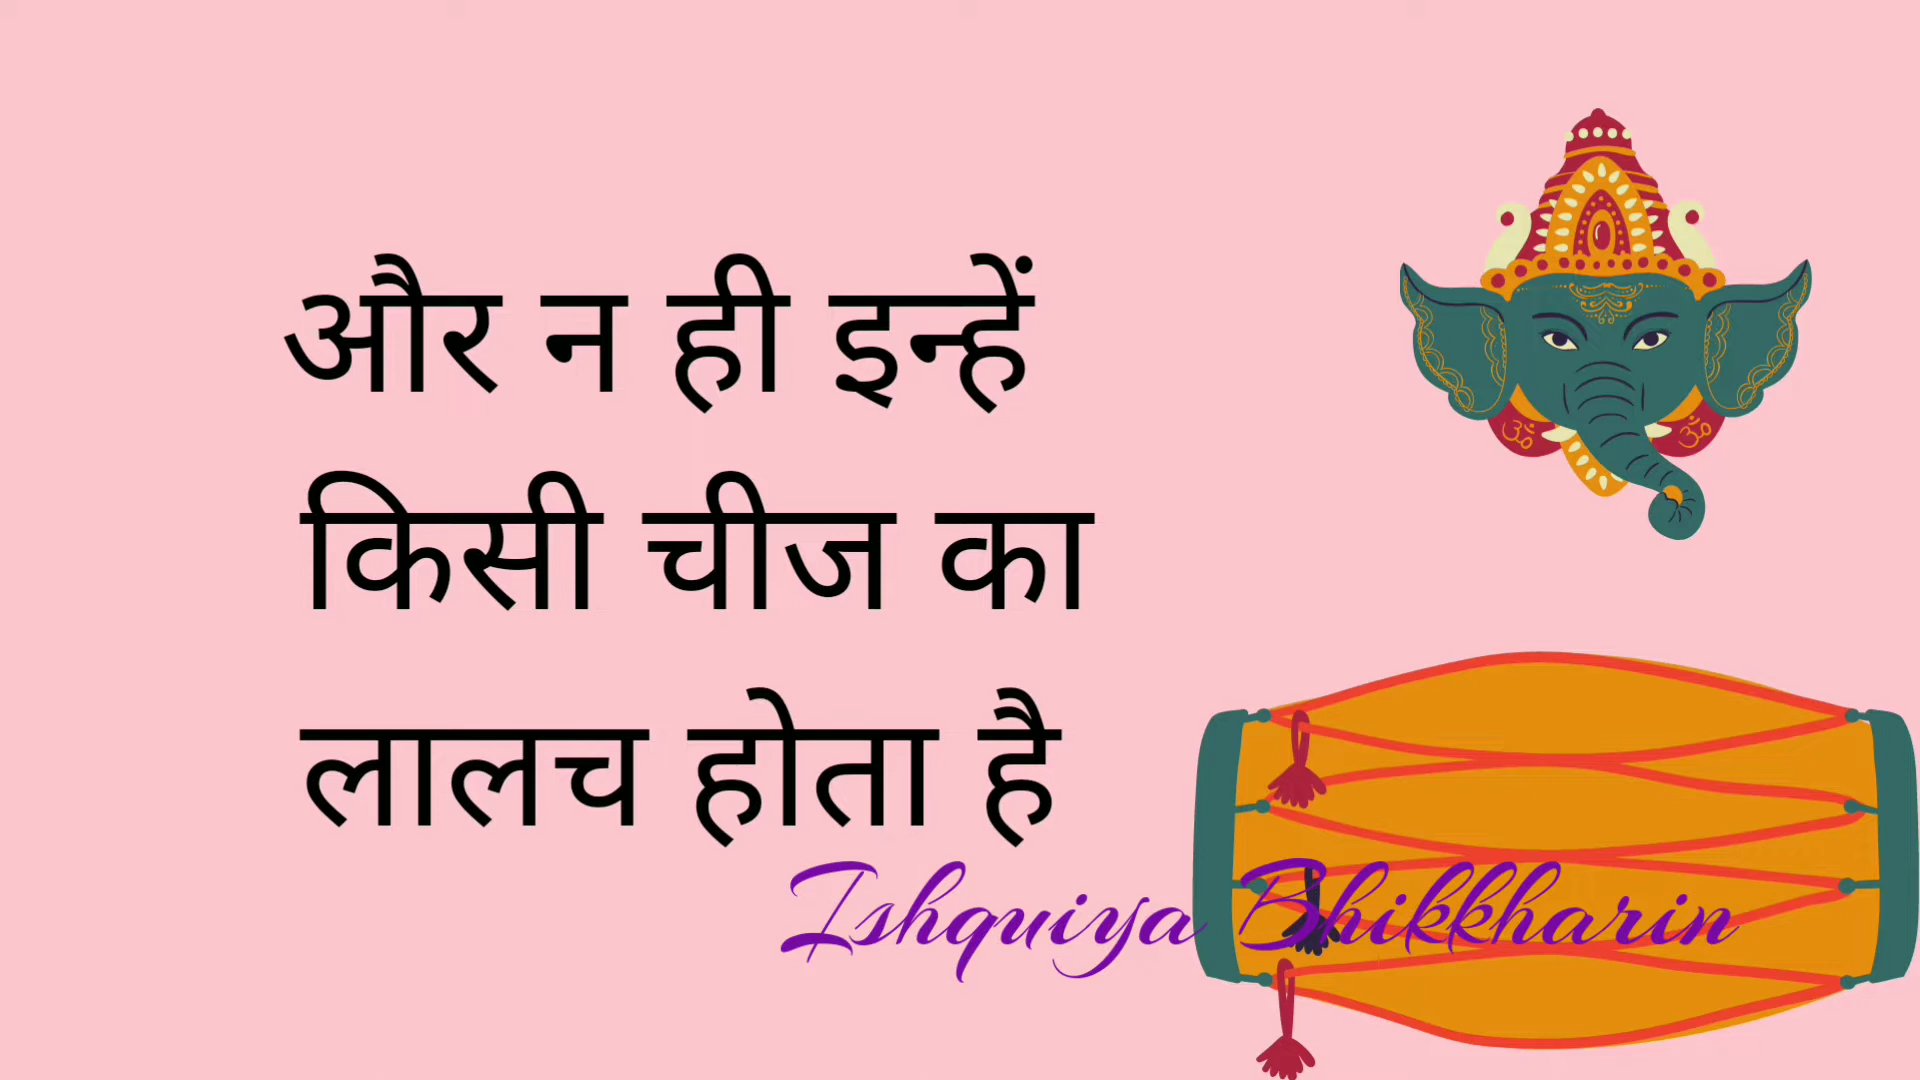 और न ही इन्हें
किसी चीज का
लालच होता है
Ishquiya Bhikkharin
ॐ ॐ